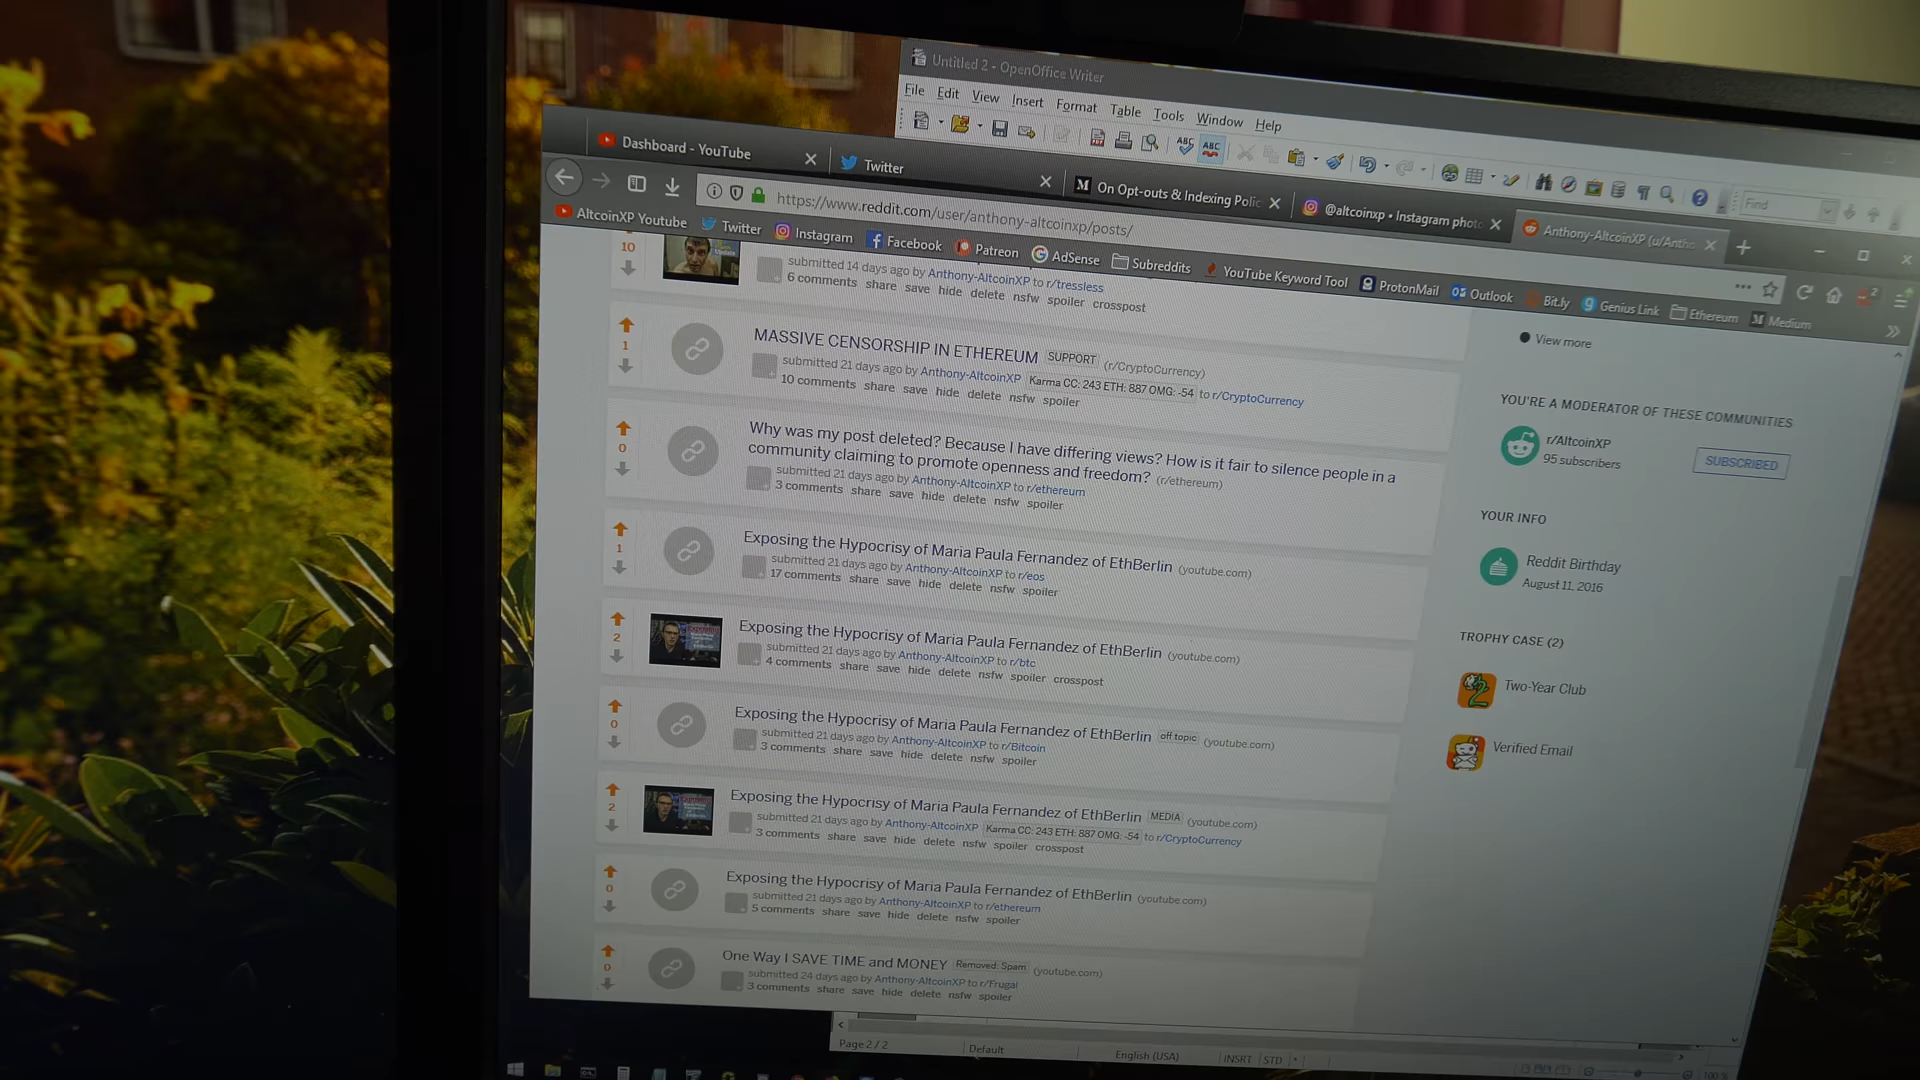 Untitled 2 - OpenOffice Writer
File Edit View Insert Format Table Tools Window Help
Find
Dashboard - YouTube
Twitter
On Opt-outs & Indexing Polic
@altcoinxp • Instagram photo
Anthony-AltcoinXP (u/Antho
https://www.reddit.com/user/anthony-altcoinxp/posts/
AltcoinXP Youtube Twitter Instagram Facebook Patreon AdSense Subreddits YouTube Keyword Tool ProtonMail Outlook Bit.ly Genius Link Ethereum Medium
10
submitted 14 days ago by Anthony-AltcoinXP to r/tressless
6 comments share save hide delete nsfw spoiler crosspost
1
MASSIVE CENSORSHIP IN ETHEREUM SUPPORT (r/CryptoCurrency)
submitted 21 days ago by Anthony-AltcoinXP Karma CC: 243 ETH: 887 OMG: -54 to r/CryptoCurrency
10 comments share save hide delete nsfw spoiler
0
Why was my post deleted? Because I have differing views? How is it fair to silence people in a
community claiming to promote openness and freedom? (r/ethereum)
submitted 21 days ago by Anthony-AltcoinXP to r/ethereum
3 comments share save hide delete nsfw spoiler
1
Exposing the Hypocrisy of Maria Paula Fernandez of EthBerlin (youtube.com)
submitted 21 days ago by Anthony-AltcoinXP to r/eos
17 comments share save hide delete nsfw spoiler
2
Exposing the Hypocrisy of Maria Paula Fernandez of EthBerlin (youtube.com)
submitted 21 days ago by Anthony-AltcoinXP to r/btc
4 comments share save hide delete nsfw spoiler crosspost
0
Exposing the Hypocrisy of Maria Paula Fernandez of EthBerlin off topic (youtube.com)
submitted 21 days ago by Anthony-AltcoinXP to r/Bitcoin
3 comments share save hide delete nsfw spoiler
2
Exposing the Hypocrisy of Maria Paula Fernandez of EthBerlin MEDIA (youtube.com)
submitted 21 days ago by Anthony-AltcoinXP Karma CC: 243 ETH: 887 OMG: -54 to r/CryptoCurrency
3 comments share save hide delete nsfw spoiler crosspost
0
Exposing the Hypocrisy of Maria Paula Fernandez of EthBerlin (youtube.com)
submitted 21 days ago by Anthony-AltcoinXP to r/ethereum
5 comments share save hide delete nsfw spoiler
0
One Way I SAVE TIME and MONEY Removed: Spam (youtube.com)
submitted 24 days ago by Anthony-AltcoinXP to r/Frugal
3 comments share save hide delete nsfw spoiler
View more
YOU'RE A MODERATOR OF THESE COMMUNITIES
r/AltcoinXP
95 subscribers
SUBSCRIBED
YOUR INFO
Reddit Birthday
August 11, 2016
TROPHY CASE (2)
Two-Year Club
Verified Email
Page 2 / 2 Default English (USA) INSRT STD * 100 %